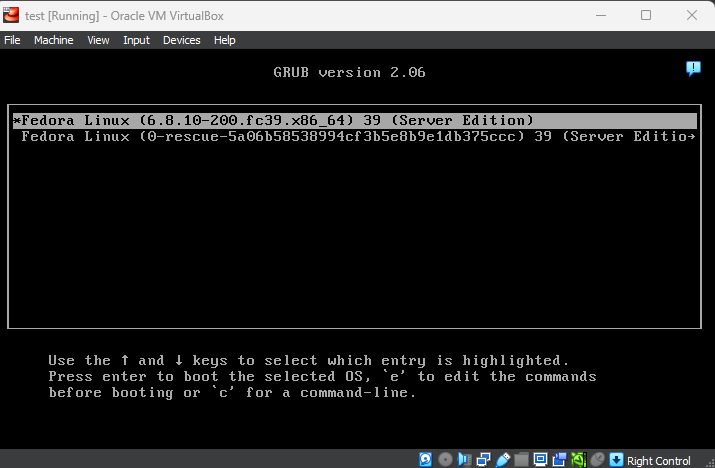 test [Running] - Oracle VM VirtualBox
File Machine View Input Devices Help
GRUB version 2.06
*Fedora Linux (6.8.10-200.fc39.x86_64) 39 (Server Edition)
Fedora Linux (0-rescue-5a06b58538994cf3b5e8b9e1db375ccc) 39 (Server Editio→
Use the ↑ and ↓ keys to select which entry is highlighted.
Press enter to boot the selected OS, `e' to edit the commands
before booting or `c' for a command-line.
Right Control